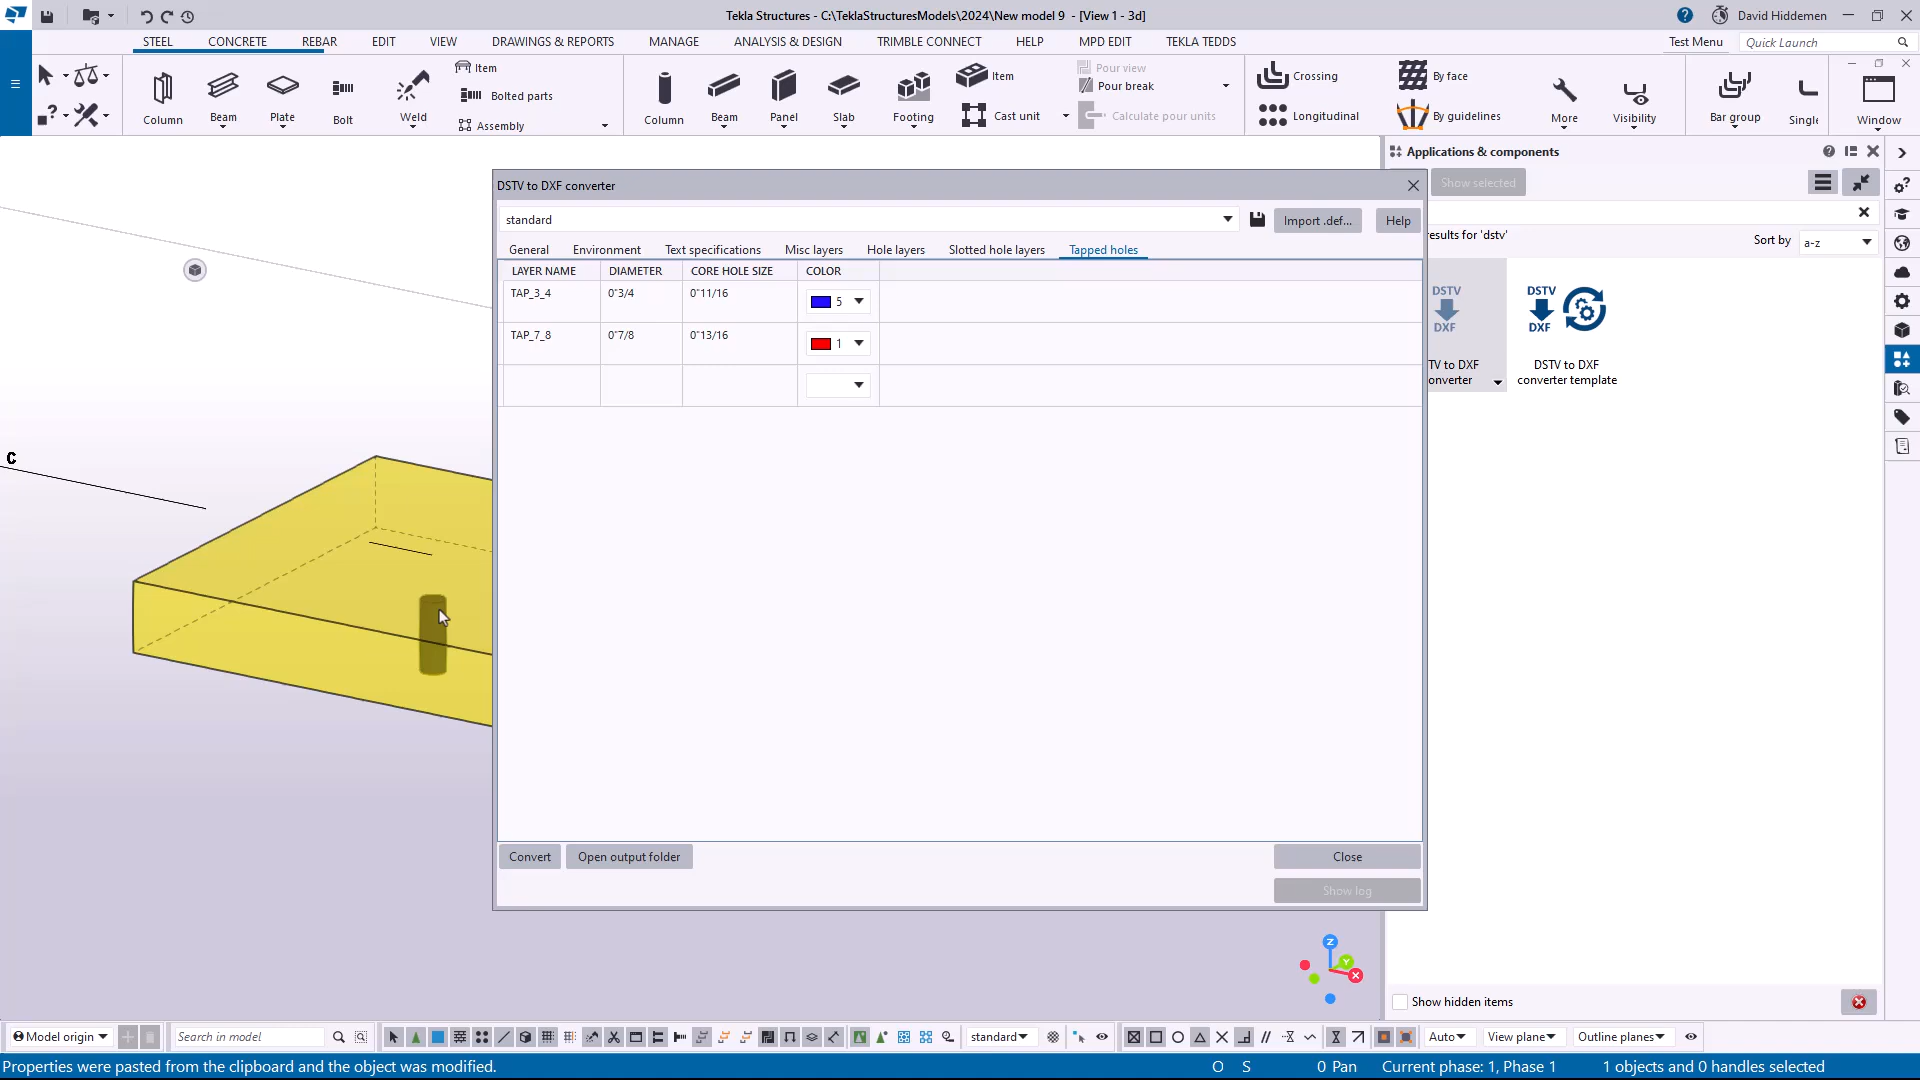 Tekla Structures - C:\TeklaStructuresModels\2024\New model 9 - [View 1 - 3d]
David Hiddemen
STEEL CONCRETE REBAR EDIT VIEW DRAWINGS & REPORTS MANAGE ANALYSIS & DESIGN TRIMBLE CONNECT HELP MPD EDIT TEKLA TEDDS
Test Menu Quick Launch
Column Beam Plate Bolt Weld
Item
Bolted parts
Assembly
Column Beam Panel Slab Footing
Item
Cast unit
Pour view
Pour break
Calculate pour units
Crossing
Longitudinal
By face
By guidelines
More Visibility Bar group Single Window
Applications & components
Show selected
esults for 'dstv'
Sort by a-z
DSTV
DXF
TV to DXF
onverter
DSTV
DXF
DSTV to DXF
converter template
DSTV to DXF converter
standard Import .def... Help
General Environment Text specifications Misc layers Hole layers Slotted hole layers Tapped holes
LAYER NAME DIAMETER CORE HOLE SIZE COLOR
TAP_3_4 0"3/4 0"11/16 5
TAP_7_8 0"7/8 0"13/16 1
Convert Open output folder Close
Show log
C
Z
Y
X
Show hidden items
Model origin Search in model standard Auto View plane Outline planes
Properties were pasted from the clipboard and the object was modified. O S 0 Pan Current phase: 1, Phase 1 1 objects and 0 handles selected